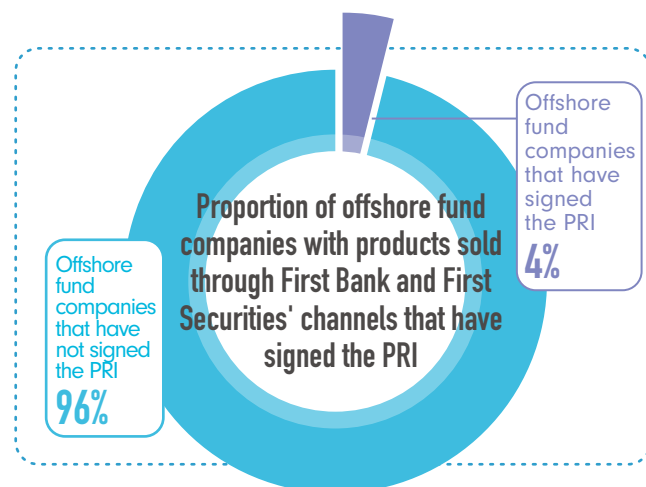 Offshore
fund
companies
that have
signed
the PRI
4%
Proportion of offshore fund
companies with products sold
through First Bank and First
Securities' channels that have
signed the PRI
Offshore
fund
companies
that have
not signed
the PRI
96%